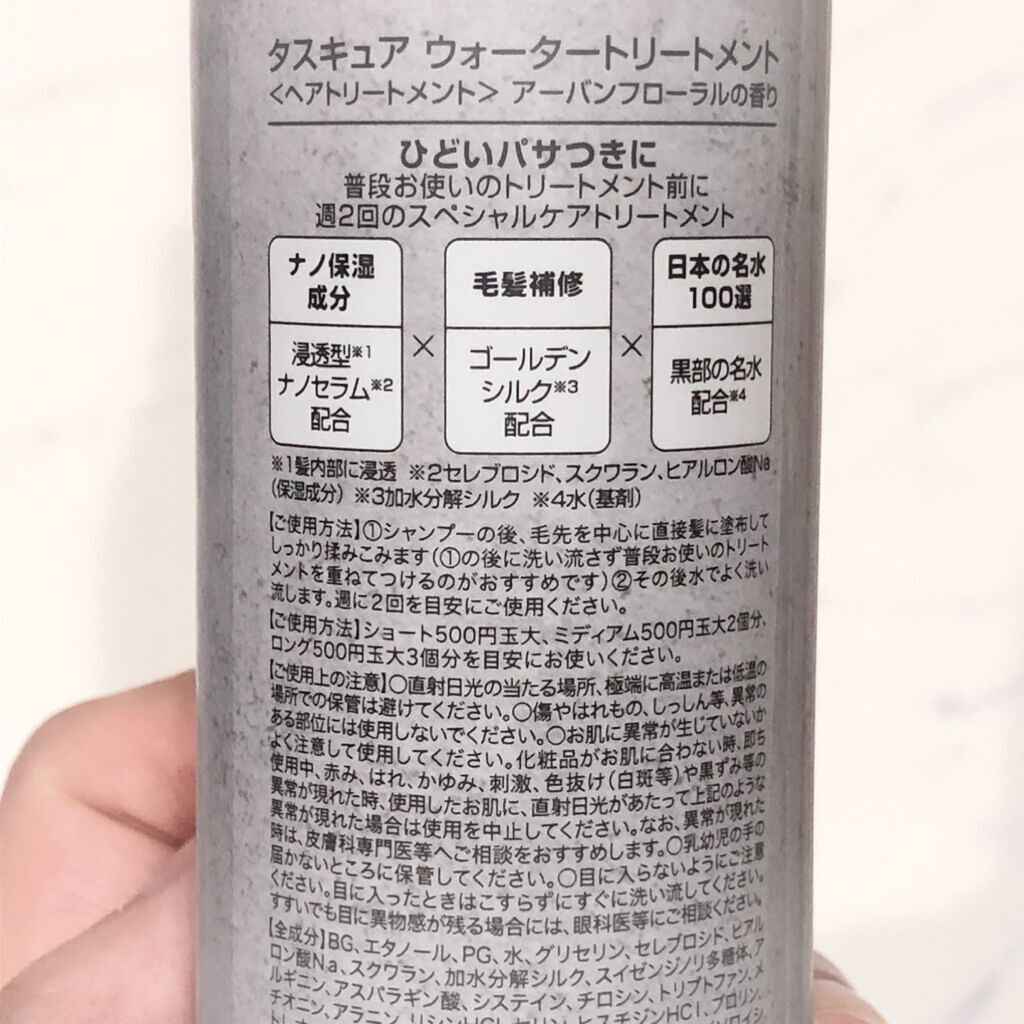 タスキュア ウォータートリートメント
<ヘアトリートメント> アーバンフローラルの香り
ひどいパサつきに
普段お使いのトリートメント前に
週2回のスペシャルケアトリートメント
ナノ保湿
成分
浸透型※1
ナノセラム※2
配合
×
毛髪補修
ゴールデン
シルク※3
配合
×
日本の名水
100選
黒部の名水
配合※4
※1髪内部に浸透 ※2セレブロシド、スクワラン、ヒアルロン酸Na
(保湿成分) ※3加水分解シルク ※4水(基剤)
【ご使用方法】①シャンプーの後、毛先を中心に直接髪に塗布して
しっかり揉みこみます(①の後に洗い流さず普段お使いのトリート
メントを重ねてつけるのがおすすめです)②その後水でよく洗い
流します。週に2回を目安にご使用ください。
【ご使用方法】ショート500円玉大、ミディアム500円玉大2個分、
ロング500円玉大3個分を目安にお使いください。
【ご使用上の注意】○直射日光の当たる場所、極端に高温または低温の
場所での保管は避けてください。○傷やはれもの、しっしん等、異常の
ある部位には使用しないでください。○お肌に異常が生じていないか
よく注意して使用してください。化粧品がお肌に合わない時、即ち
使用中、赤み、はれ、かゆみ、刺激、色抜け(白斑等)や黒ずみ等の
異常が現れた時、使用したお肌に、直射日光があたって上記のような
異常が現れた場合は使用を中止してください。なお、異常が現れた
時は、皮膚科専門医等へご相談をおすすめします。○乳幼児の手の
届かないところに保管してください。○目に入らないようにご注意
ください。目に入ったときはこすらずにすぐに洗い流してください。
すすいでも目に異物感が残る場合には、眼科医等にご相談ください。
【全成分】BG、エタノール、PG、水、グリセリン、セレブロシド、ヒアル
ロン酸Na、スクワラン、加水分解シルク、スイゼンジノリ多糖体、ア
ルギニン、アスパラギン酸、システイン、チロシン、トリプトファン、メ
チオニン、アラニン、リシンHCl、セリン、ヒスチジンHCl、プロリン、